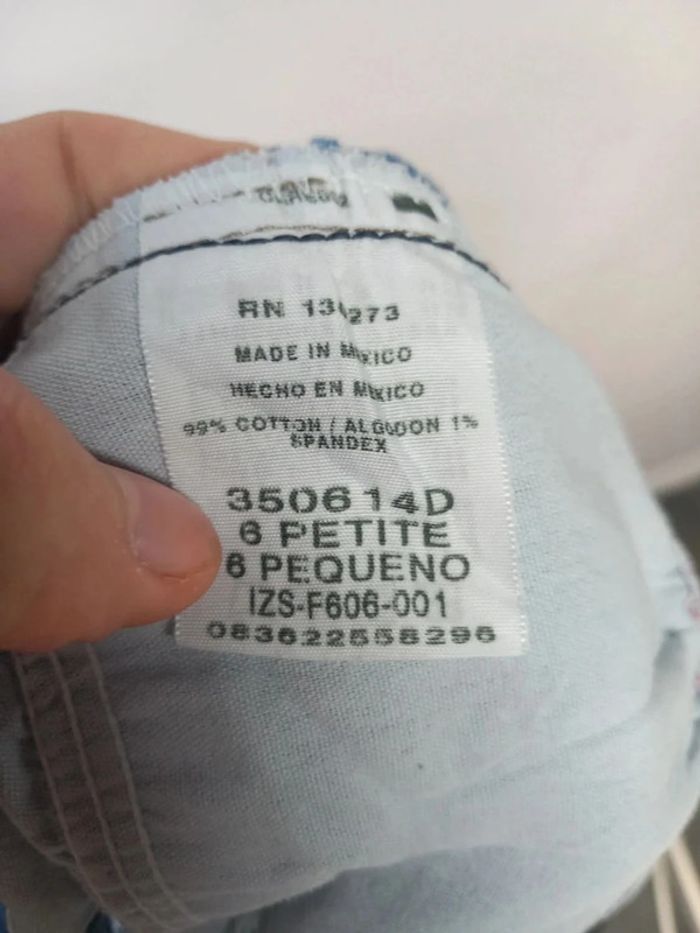 RN 13
MADE IN MEXICO
HECHO EN MEXICO
99% COTTON / ALGODON 1%
SPANDEX
350614D
6 PETITE
6 PEQUENO
IZS-F606-001
083622558296